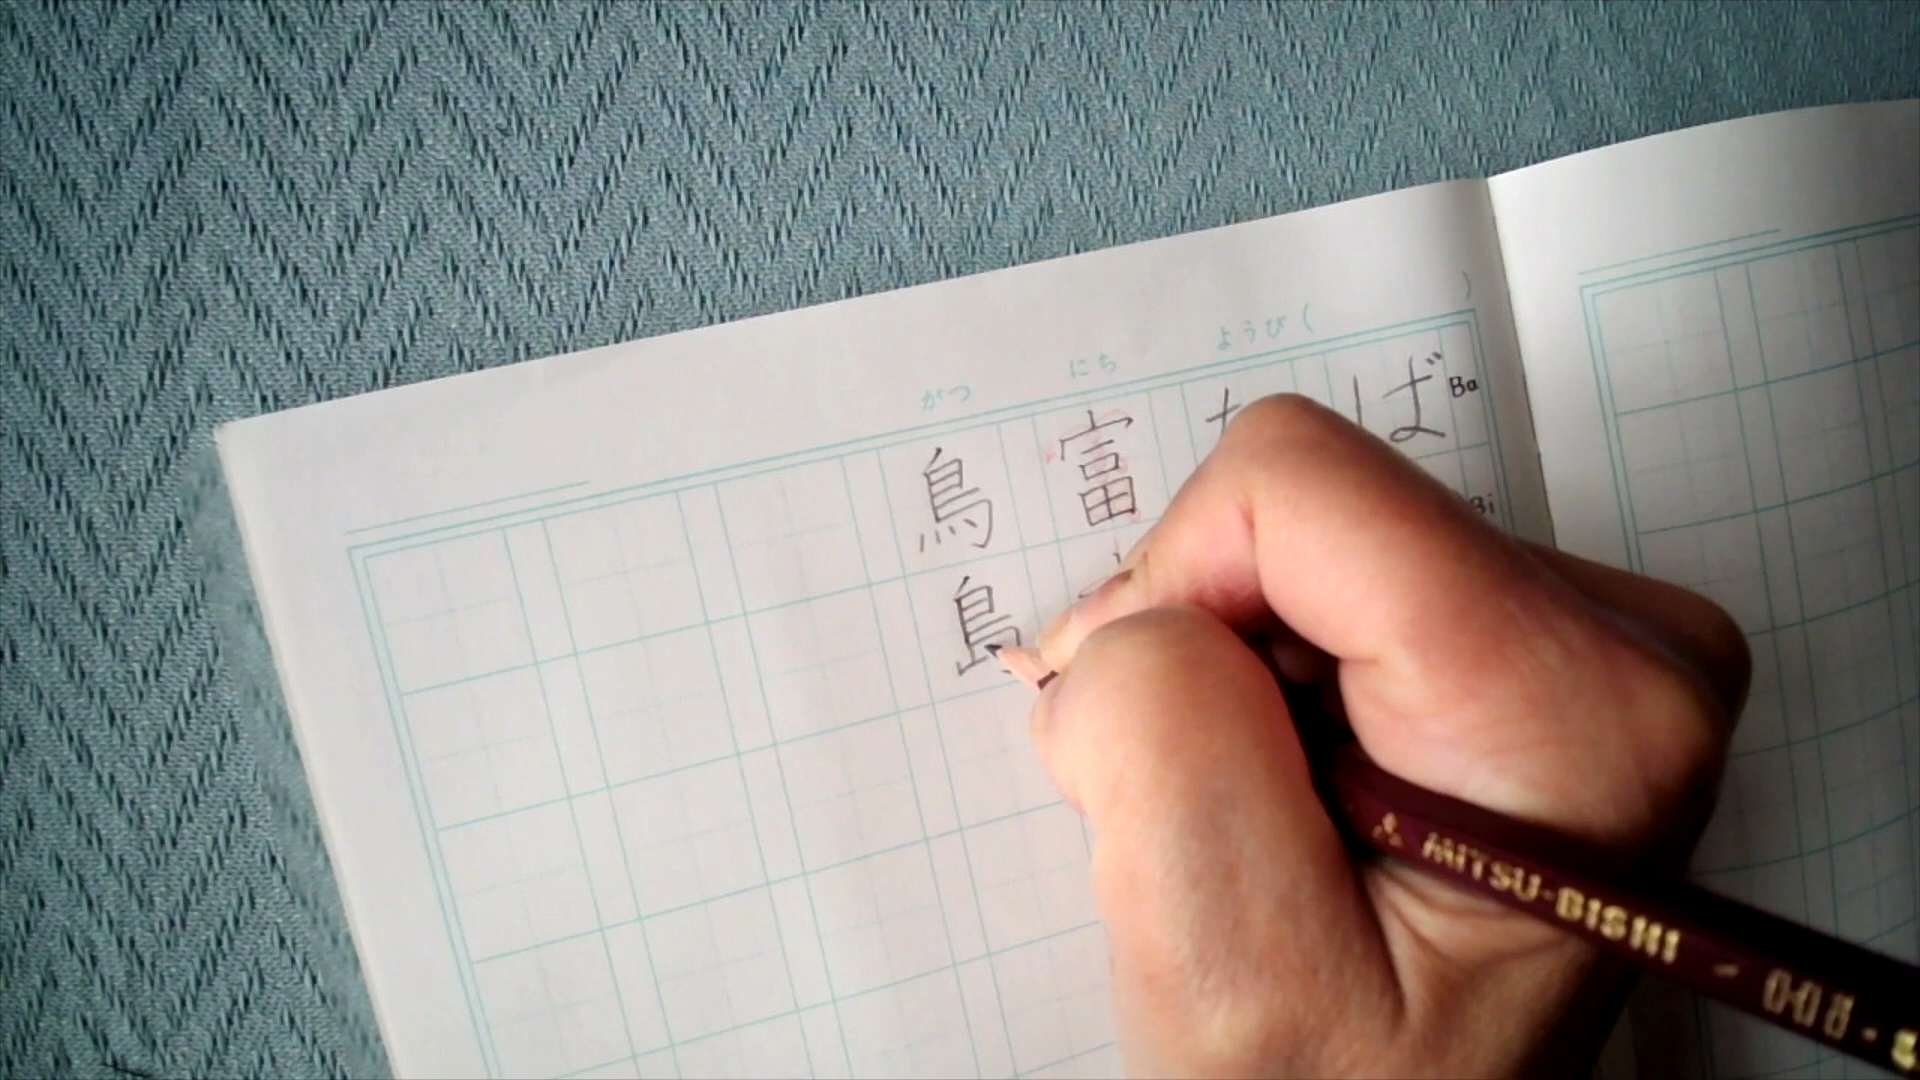 がつ にち ようび( )
ば Ba
Bi
富
鳥
島
MITSU-BISHI